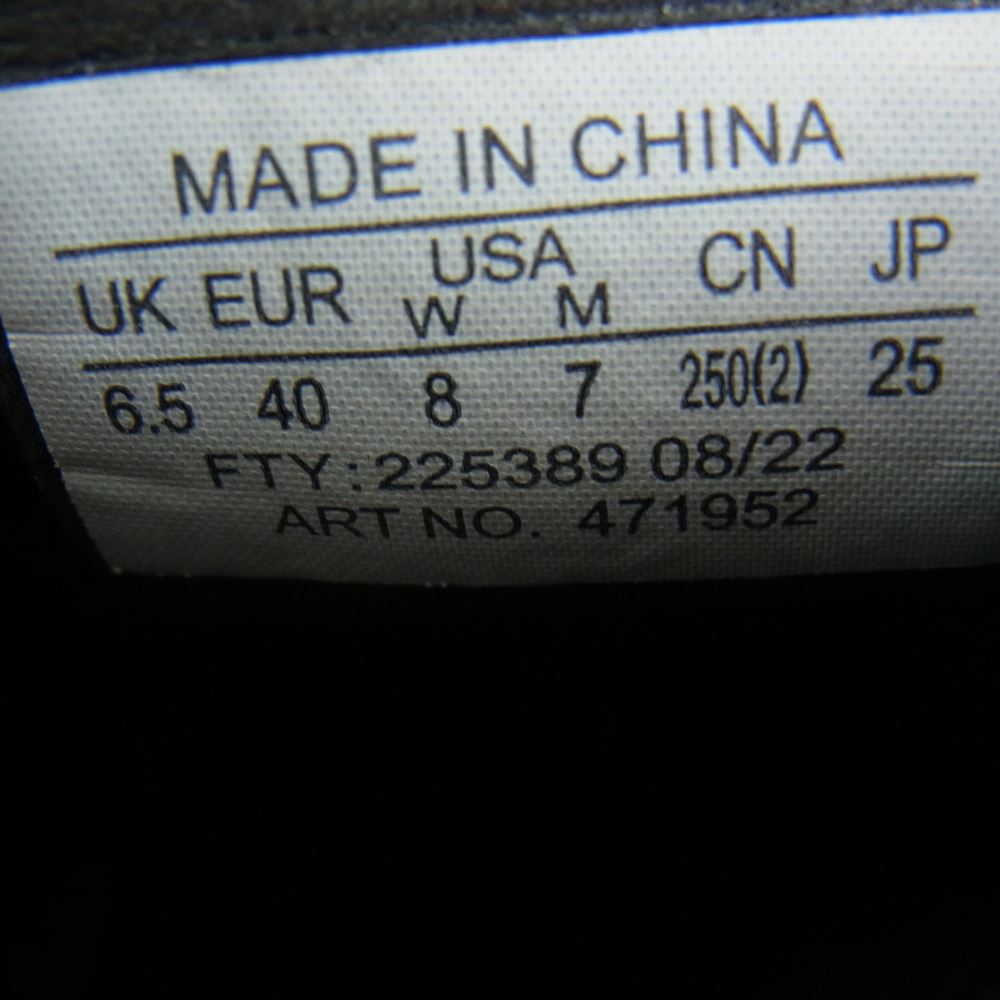 MADE IN CHINA
UK EUR USA CN JP
W M
6.5 40 8 7 250(2) 25
FTY:225389 08/22
ART NO. 471952